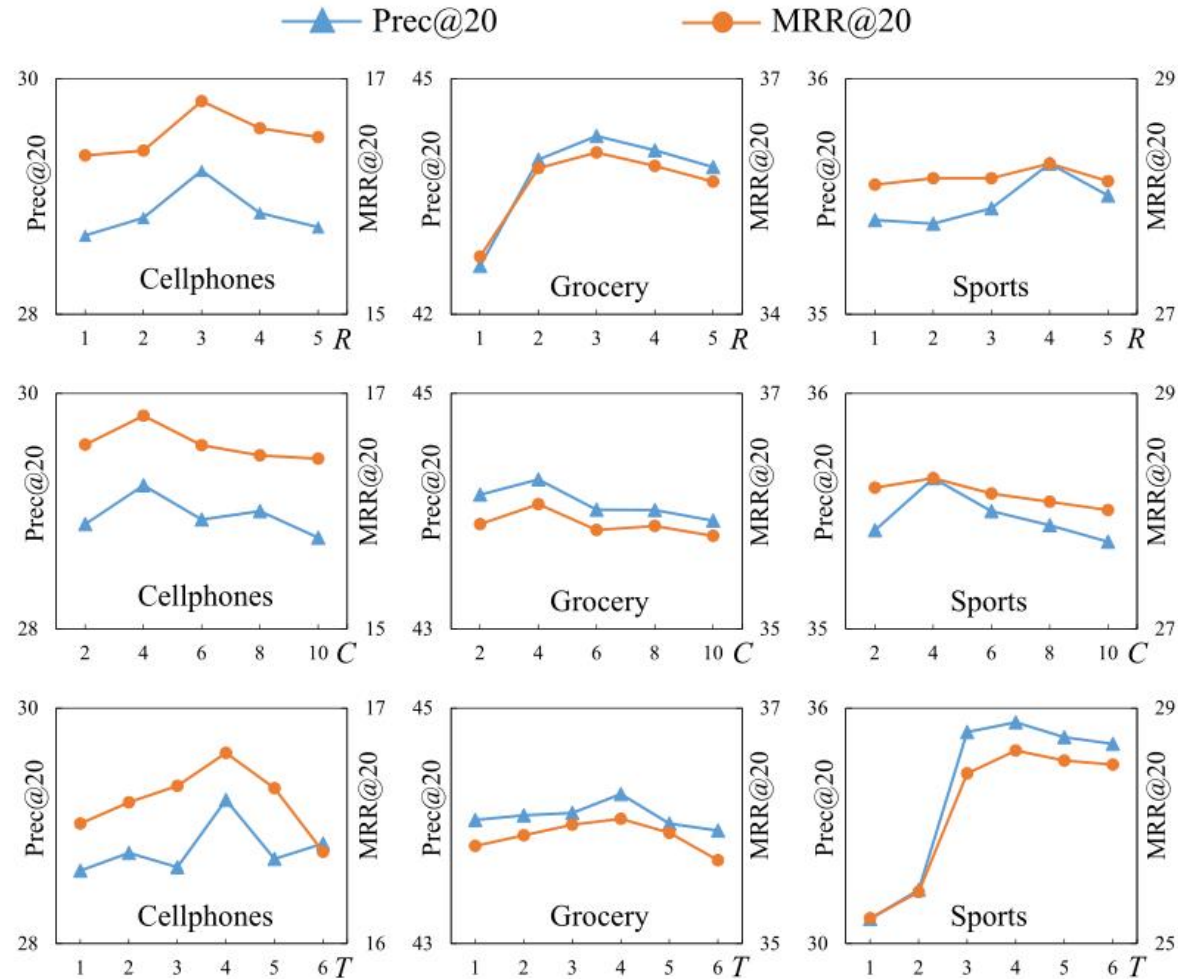 Prec@20 MRR@20
30 17 45 37 36 29
Prec@20 MRR@20 Prec@20 MRR@20 Prec@20 MRR@20
Cellphones Grocery Sports
28 15 42 34 35 27
1 2 3 4 5 R 1 2 3 4 5 R 1 2 3 4 5 R
30 17 45 37 36 29
Prec@20 MRR@20 Prec@20 MRR@20 Prec@20 MRR@20
Cellphones Grocery Sports
28 15 43 35 35 27
2 4 6 8 10 C 2 4 6 8 10 C 2 4 6 8 10 C
30 17 45 37 36 29
Prec@20 MRR@20 Prec@20 MRR@20 Prec@20 MRR@20
Cellphones Grocery Sports
28 16 43 35 30 25
1 2 3 4 5 6 T 1 2 3 4 5 6 T 1 2 3 4 5 6 T